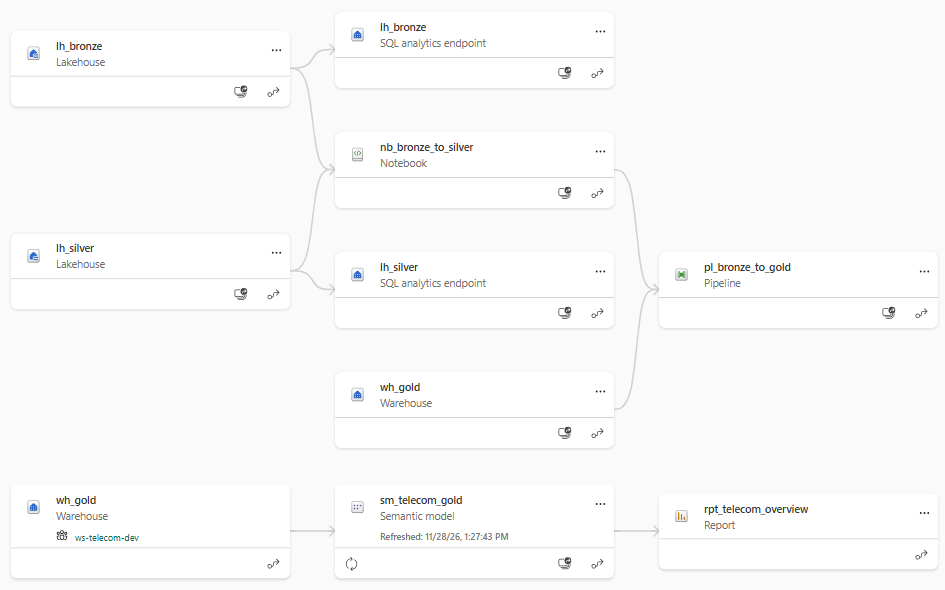 lh_bronze
Lakehouse
lh_bronze
SQL analytics endpoint
nb_bronze_to_silver
Notebook
lh_silver
Lakehouse
lh_silver
SQL analytics endpoint
pl_bronze_to_gold
Pipeline
wh_gold
Warehouse
wh_gold
Warehouse
ws-telecom-dev
sm_telecom_gold
Semantic model
Refreshed: 11/28/26, 1:27:43 PM
rpt_telecom_overview
Report